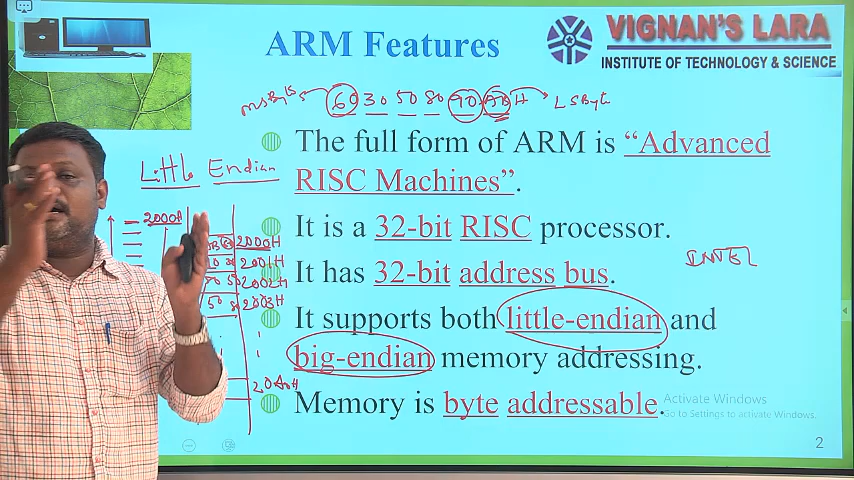 ARM Features
VIGNAN'S LARA
INSTITUTE OF TECHNOLOGY & SCIENCE
60 30 50 80 90 AB H LSByte
The full form of ARM is “Advanced
RISC Machines”.
Little Endian
It is a 32-bit RISC processor.
2000H
2000H
2001H
2002H
2003H
It has 32-bit address bus.
INTEL
It supports both little-endian and
big-endian memory addressing.
Memory is byte addressable.
Activate Windows
Go to Settings to activate Windows.
2